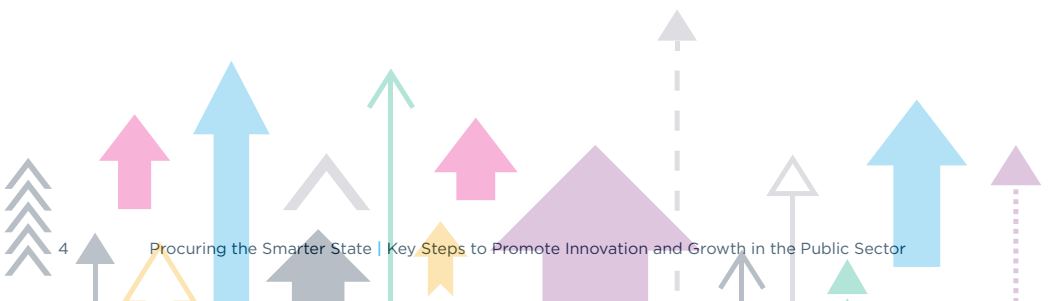 4 Procuring the Smarter State | Key Steps to Promote Innovation and Growth in the Public Sector